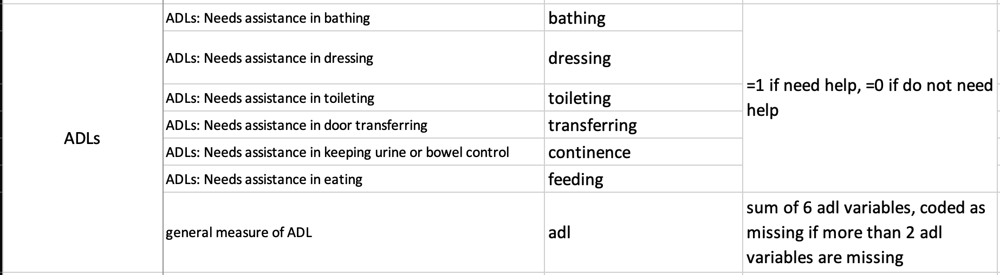 ADLs: Needs assistance in bathing
bathing
ADLs: Needs assistance in dressing
dressing
=1 if need help, =0 if do not need
help
ADLs: Needs assistance in toileting
toileting
ADLs: Needs assistance in door transferring
transferring
ADLs
ADLs: Needs assistance in keeping urine or bowel control
continence
ADLs: Needs assistance in eating
feeding
general measure of ADL
adl
sum of 6 adl variables, coded as
missing if more than 2 adl
variables are missing